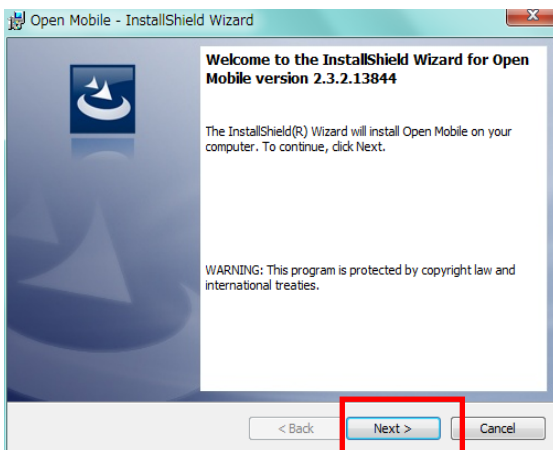 Open Mobile - InstallShield Wizard
Welcome to the InstallShield Wizard for Open
Mobile version 2.3.2.13844
The InstallShield(R) Wizard will install Open Mobile on your
computer. To continue, click Next.
WARNING: This program is protected by copyright law and
international treaties.
< Back Next > Cancel